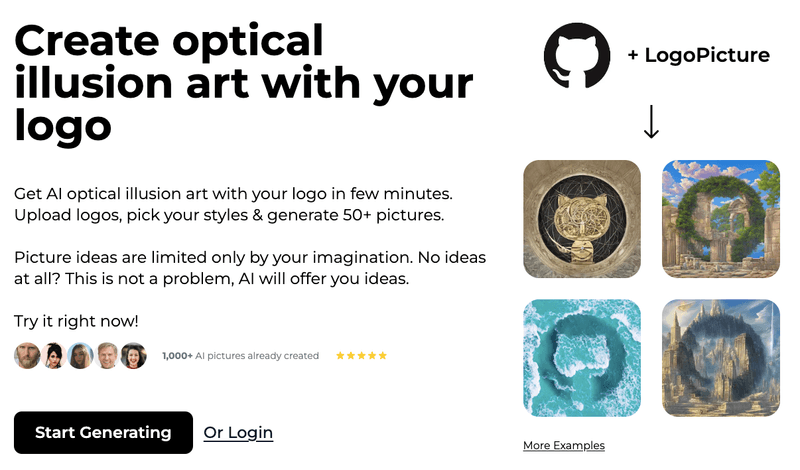 Create optical
illusion art with your
logo
Get AI optical illusion art with your logo in few minutes.
Upload logos, pick your styles & generate 50+ pictures.
Picture ideas are limited only by your imagination. No ideas
at all? This is not a problem, AI will offer you ideas.
Try it right now!
1,000+ AI pictures already created
Start Generating
Or Login
+ LogoPicture
More Examples